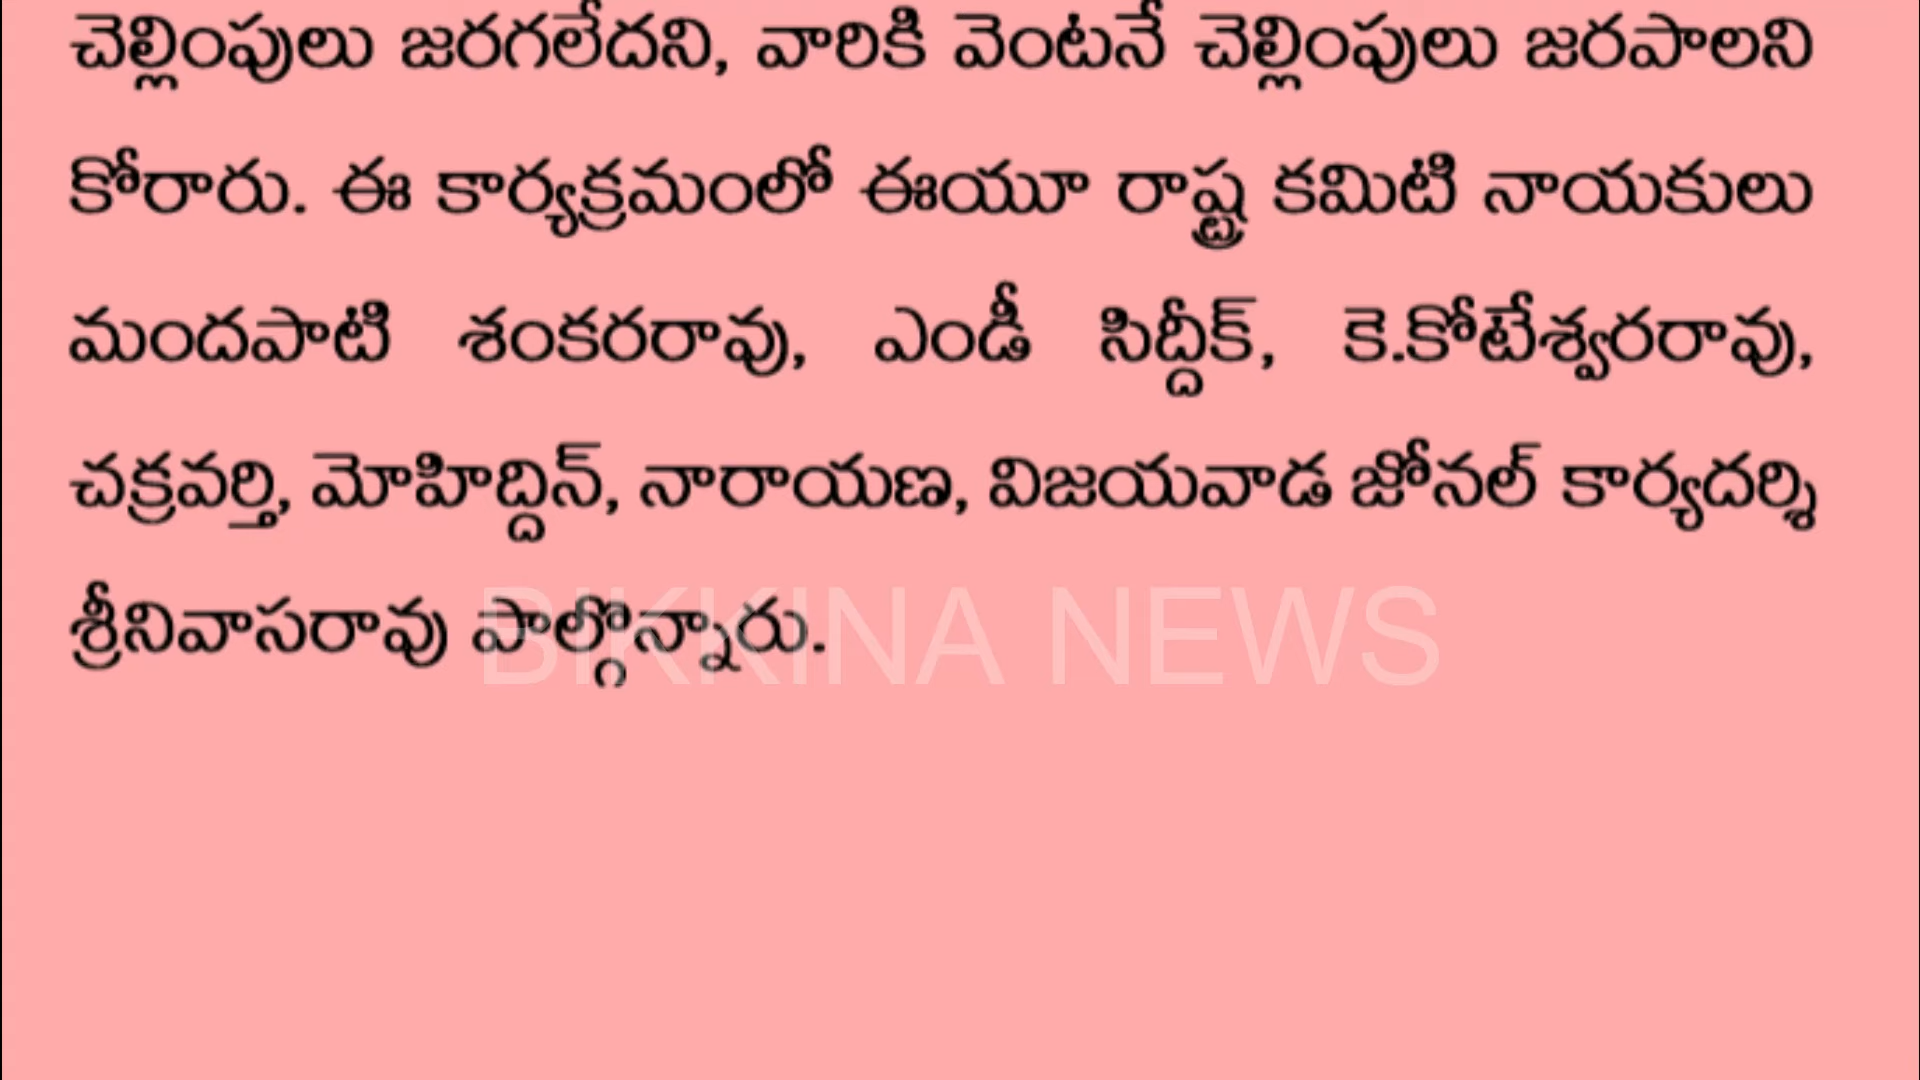 చెల్లింపులు జరగలేదని, వారికి వెంటనే చెల్లింపులు జరపాలని
కోరారు. ఈ కార్యక్రమంలో ఈయూ రాష్ట్ర కమిటి నాయకులు
మందపాటి శంకరరావు, ఎండీ సిద్దీక్, కె.కోటేశ్వరరావు,
చక్రవర్తి, మోహిద్దిన్, నారాయణ, విజయవాడ జోనల్ కార్యదర్శి
శ్రీనివాసరావు పాల్గొన్నారు.
BIKKINA NEWS